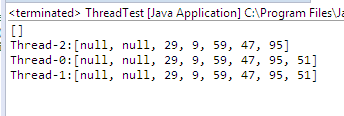 <terminated> ThreadTest [Java Application] C:\Program Files\Ja
[]
Thread-2:[null, null, 29, 9, 59, 47, 95]
Thread-0:[null, null, 29, 9, 59, 47, 95, 51]
Thread-1:[null, null, 29, 9, 59, 47, 95, 51]